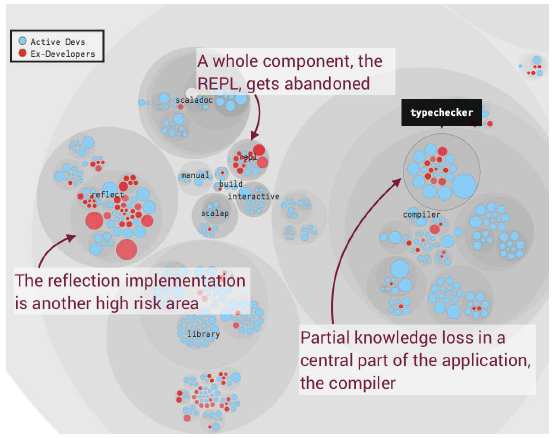 Active Devs
Ex-Developers
A whole component, the
REPL, gets abandoned
scaladoc
typechecker
repl
manual
build
reflect
interactive
scalap
compiler
The reflection implementation
is another high risk area
library
Partial knowledge loss in a
central part of the application,
the compiler